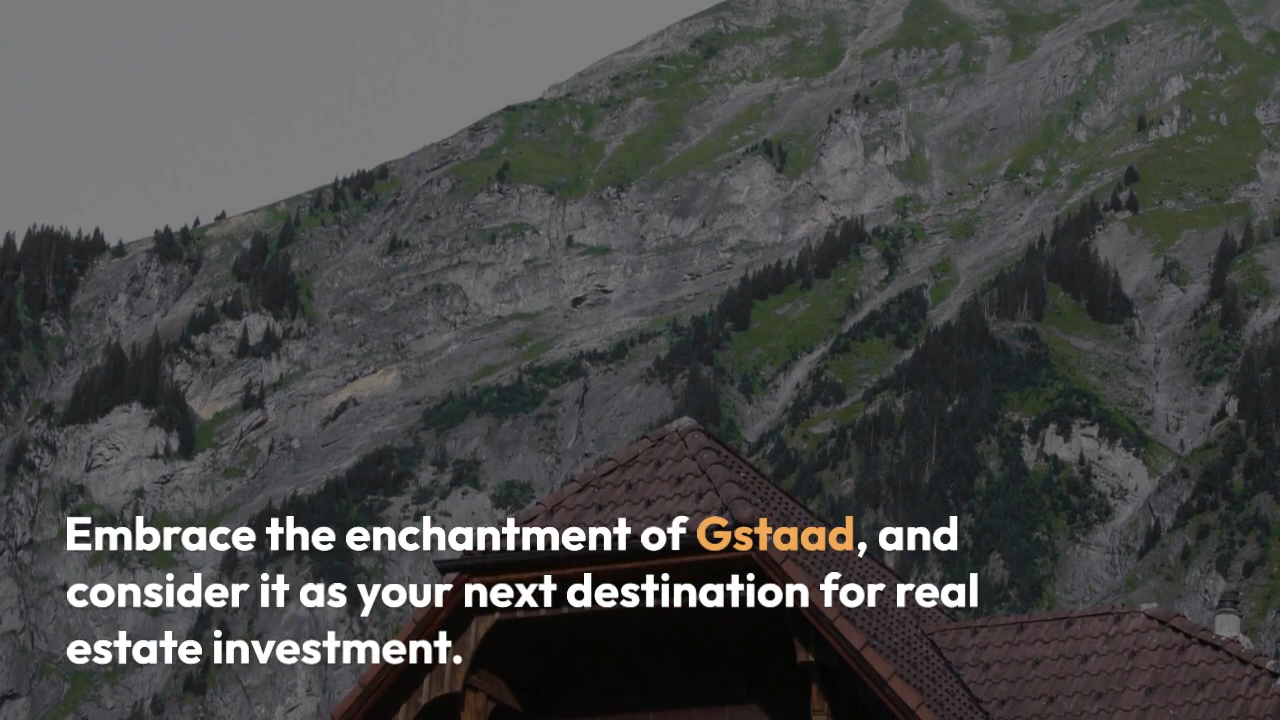 Embrace the enchantment of Gstaad, and
consider it as your next destination for real
estate investment.